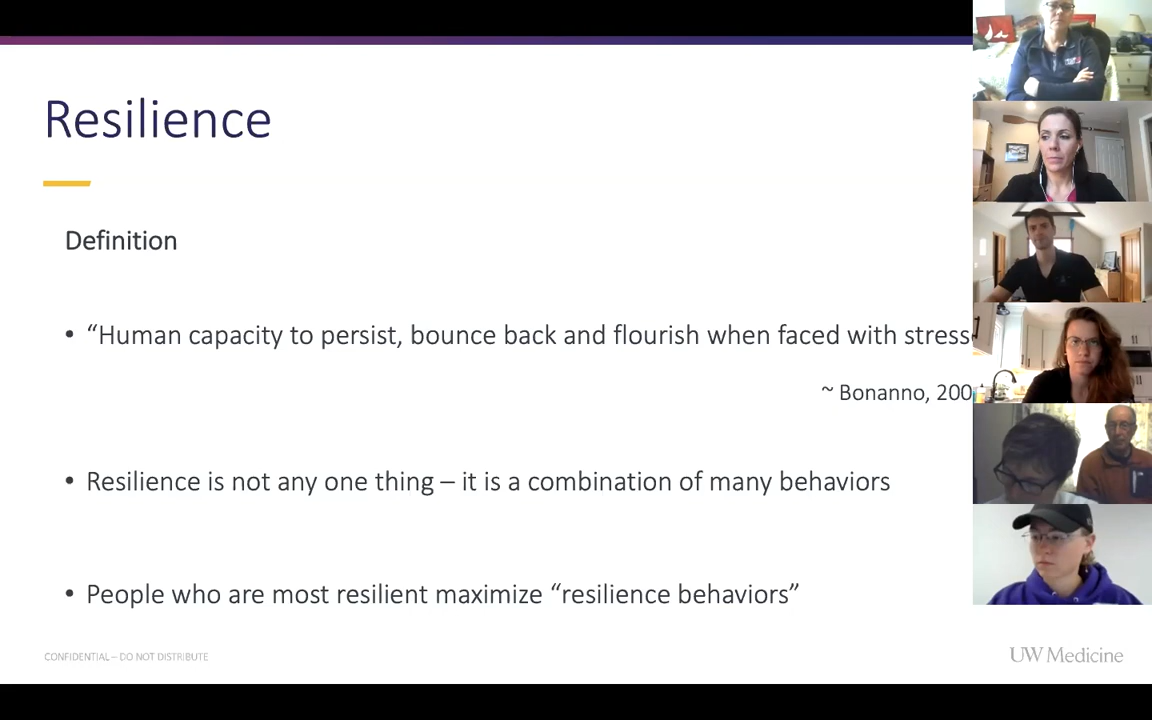 Resilience
Definition
• “Human capacity to persist, bounce back and flourish when faced with stress
~ Bonanno, 200
• Resilience is not any one thing – it is a combination of many behaviors
• People who are most resilient maximize “resilience behaviors”
CONFIDENTIAL – DO NOT DISTRIBUTE
UW Medicine